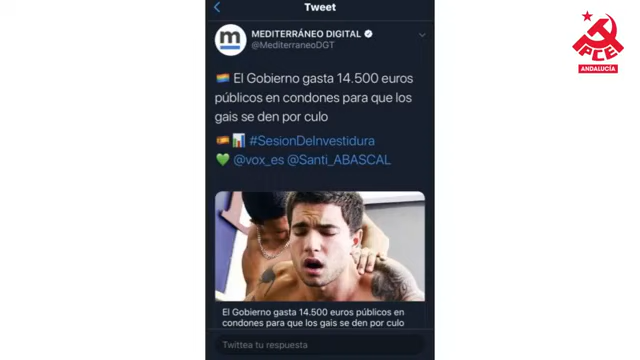 Tweet
MEDITERRÁNEO DIGITAL
@MediterraneoDGT
m
El Gobierno gasta 14.500 euros
públicos en condones para que los
gais se den por culo
#SesionDeInvestidura
@vox_es @Santi_ABASCAL
El Gobierno gasta 14.500 euros públicos en
condones para que los gais se den por culo
Twittea tu respuesta
PCE
ANDALUCÍA